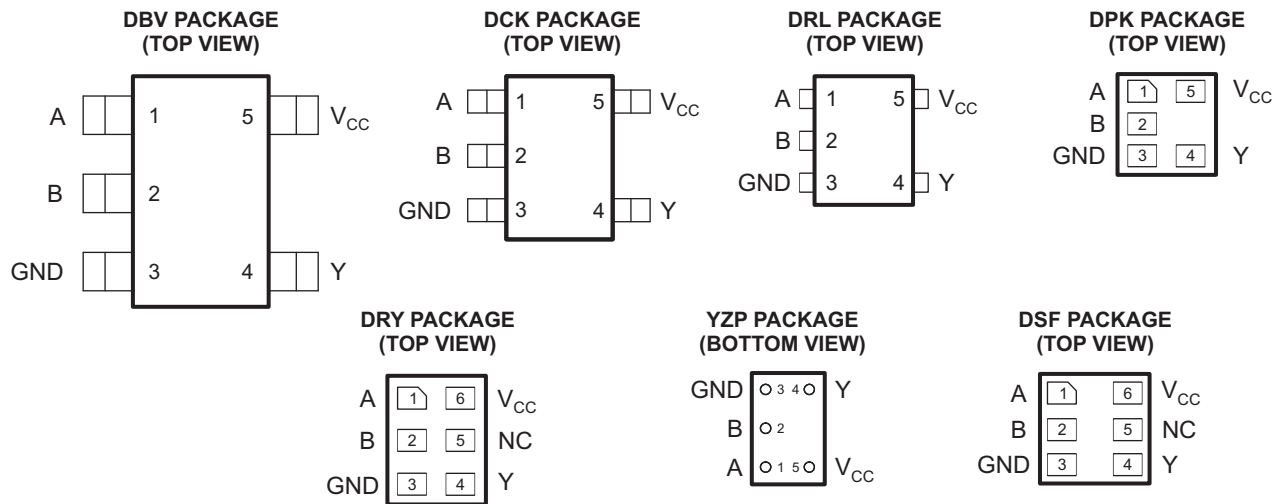 DBV PACKAGE
(TOP VIEW)
A 1 5 VCC
B 2
GND 3 4 Y
DCK PACKAGE
(TOP VIEW)
A 1 5 VCC
B 2
GND 3 4 Y
DRL PACKAGE
(TOP VIEW)
A 1 5 VCC
B 2
GND 3 4 Y
DPK PACKAGE
(TOP VIEW)
A 1 5 VCC
B 2
GND 3 4 Y
DRY PACKAGE
(TOP VIEW)
A 1 6 VCC
B 2 5 NC
GND 3 4 Y
YZP PACKAGE
(BOTTOM VIEW)
GND 3 4 Y
B 2
A 1 5 VCC
DSF PACKAGE
(TOP VIEW)
A 1 6 VCC
B 2 5 NC
GND 3 4 Y